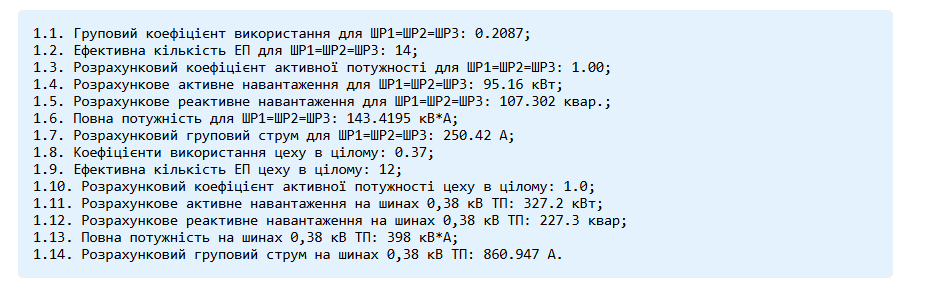 1.1. Груповий коефіцієнт використання для ШР1=ШР2=ШР3: 0.2087;
1.2. Ефективна кількість ЕП для ШР1=ШР2=ШР3: 14;
1.3. Розрахунковий коефіцієнт активної потужності для ШР1=ШР2=ШР3: 1.00;
1.4. Розрахункове активне навантаження для ШР1=ШР2=ШР3: 95.16 кВт;
1.5. Розрахункове реактивне навантаження для ШР1=ШР2=ШР3: 107.302 квар.;
1.6. Повна потужність для ШР1=ШР2=ШР3: 143.4195 кВ*А;
1.7. Розрахунковий груповий струм для ШР1=ШР2=ШР3: 250.42 А;
1.8. Коефіцієнти використання цеху в цілому: 0.37;
1.9. Ефективна кількість ЕП цеху в цілому: 12;
1.10. Розрахунковий коефіцієнт активної потужності цеху в цілому: 1.0;
1.11. Розрахункове активне навантаження на шинах 0,38 кВ ТП: 327.2 кВт;
1.12. Розрахункове реактивне навантаження на шинах 0,38 кВ ТП: 227.3 квар;
1.13. Повна потужність на шинах 0,38 кВ ТП: 398 кВ*А;
1.14. Розрахунковий груповий струм на шинах 0,38 кВ ТП: 860.947 А.